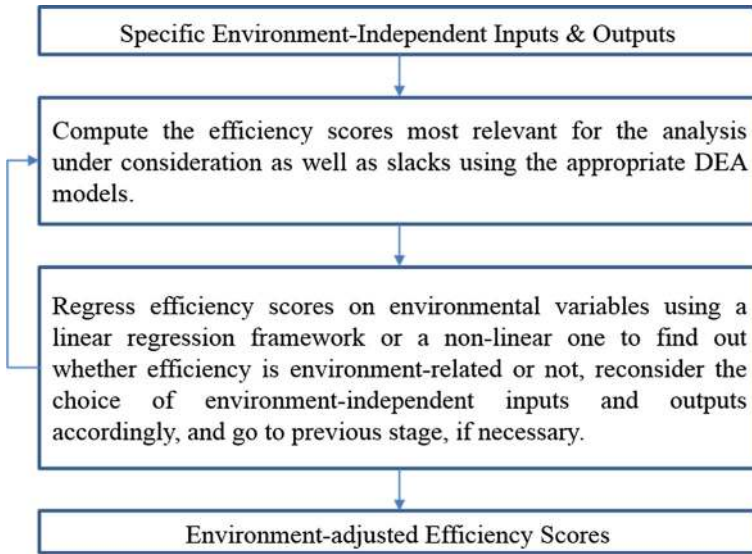 Specific Environment-Independent Inputs & Outputs
Compute the efficiency scores most relevant for the analysis
under consideration as well as slacks using the appropriate DEA
models.
Regress efficiency scores on environmental variables using a
linear regression framework or a non-linear one to find out
whether efficiency is environment-related or not, reconsider the
choice of environment-independent inputs and outputs
accordingly, and go to previous stage, if necessary.
Environment-adjusted Efficiency Scores